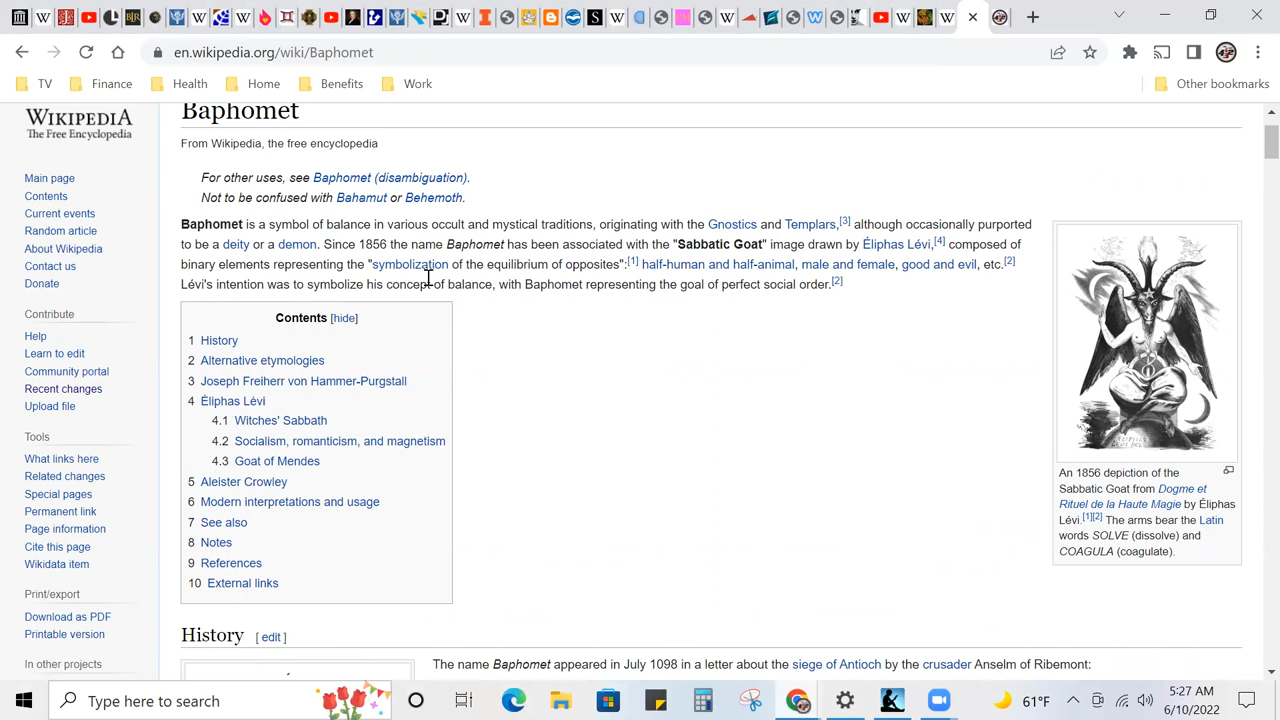 en.wikipedia.org/wiki/Baphomet
TV Finance Health Home Benefits Work Other bookmarks
WIKIPEDIA
The Free Encyclopedia
Main page
Contents
Current events
Random article
About Wikipedia
Contact us
Donate
Contribute
Help
Learn to edit
Community portal
Recent changes
Upload file
Tools
What links here
Related changes
Special pages
Permanent link
Page information
Cite this page
Wikidata item
Print/export
Download as PDF
Printable version
In other projects
Baphomet
From Wikipedia, the free encyclopedia
For other uses, see Baphomet (disambiguation).
Not to be confused with Bahamut or Behemoth.
Baphomet is a symbol of balance in various occult and mystical traditions, originating with the Gnostics and Templars,[3] although occasionally purported
to be a deity or a demon. Since 1856 the name Baphomet has been associated with the "Sabbatic Goat" image drawn by Éliphas Lévi,[4] composed of
binary elements representing the "symbolization of the equilibrium of opposites":[1] half-human and half-animal, male and female, good and evil, etc.[2]
Lévi's intention was to symbolize his concept of balance, with Baphomet representing the goal of perfect social order.[2]
Contents [hide]
1 History
2 Alternative etymologies
3 Joseph Freiherr von Hammer-Purgstall
4 Éliphas Lévi
4.1 Witches' Sabbath
4.2 Socialism, romanticism, and magnetism
4.3 Goat of Mendes
5 Aleister Crowley
6 Modern interpretations and usage
7 See also
8 Notes
9 References
10 External links
An 1856 depiction of the
Sabbatic Goat from Dogme et
Rituel de la Haute Magie by Éliphas
Lévi.[1][2] The arms bear the Latin
words SOLVE (dissolve) and
COAGULA (coagulate).
History [ edit ]
The name Baphomet appeared in July 1098 in a letter about the siege of Antioch by the crusader Anselm of Ribemont:
Type here to search
61°F
5:27 AM
6/10/2022